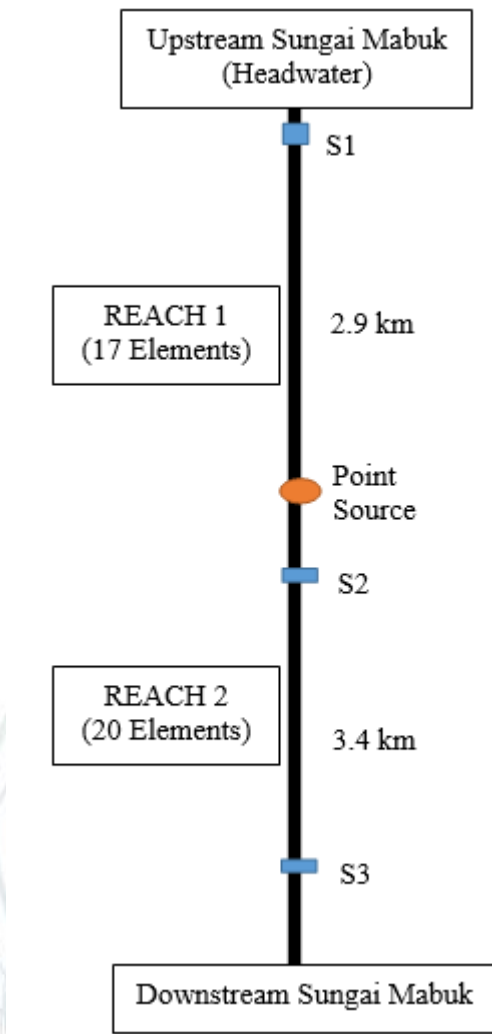 Upstream Sungai Mabuk
(Headwater)
S1
REACH 1
(17 Elements)
2.9 km
Point
Source
S2
REACH 2
(20 Elements)
3.4 km
S3
Downstream Sungai Mabuk